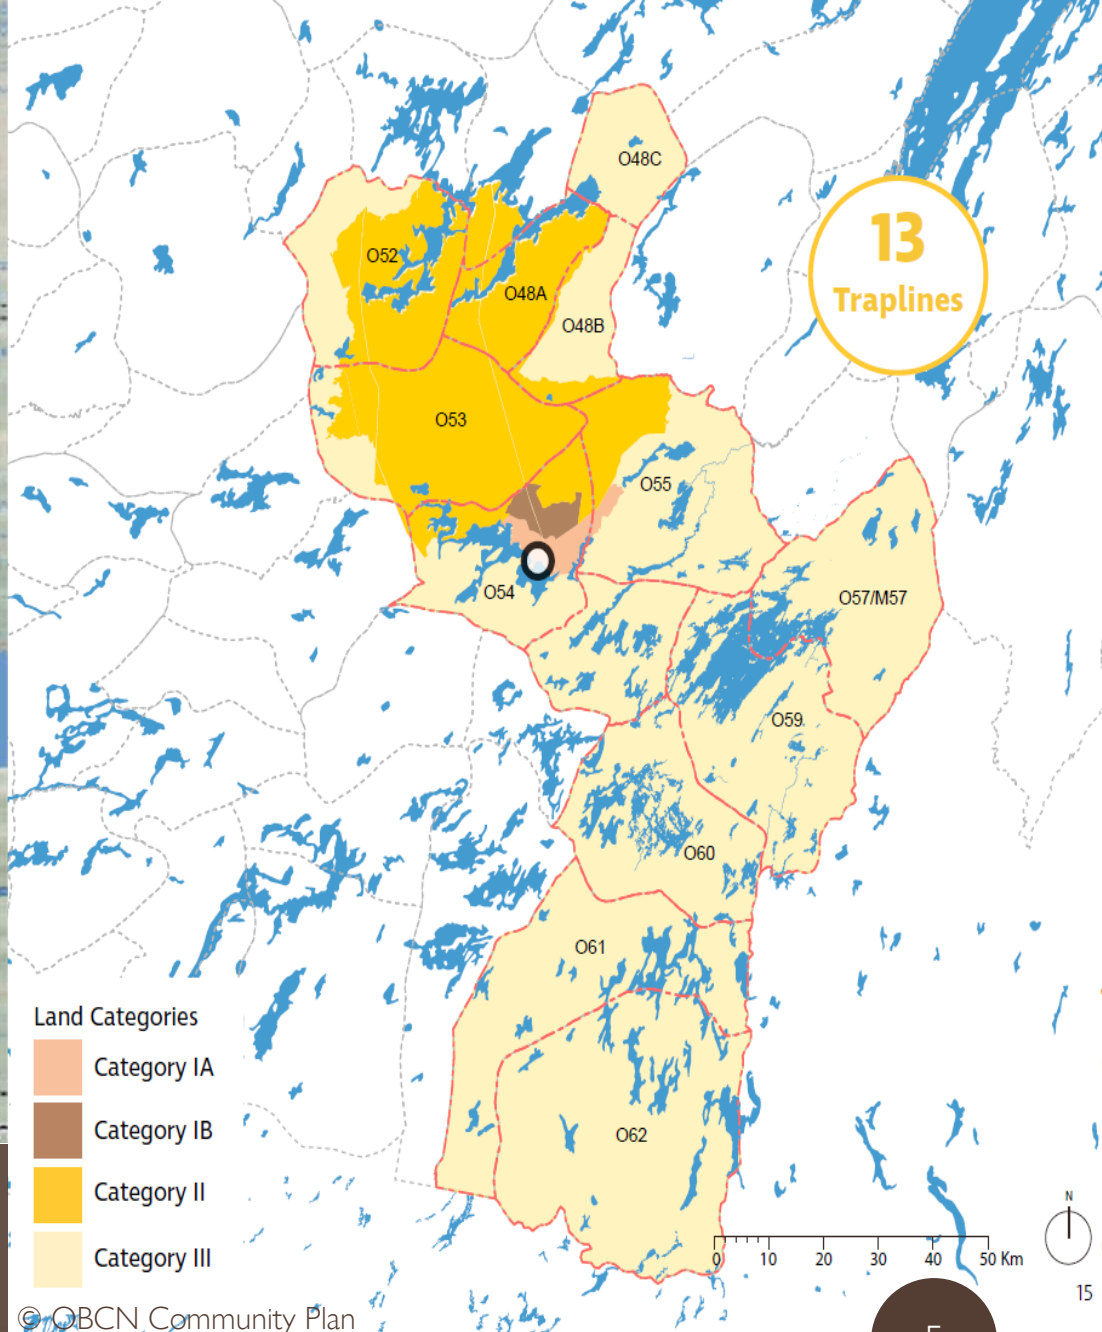 O48C
13
Traplines
O52
O48A
O48B
O53
O55
O54
O57/M57
O59
O60
O61
O62
Land Categories
Category IA
Category IB
Category II
Category III
N
0 10 20 30 40 50 Km
15
© OBCN Community Plan
5